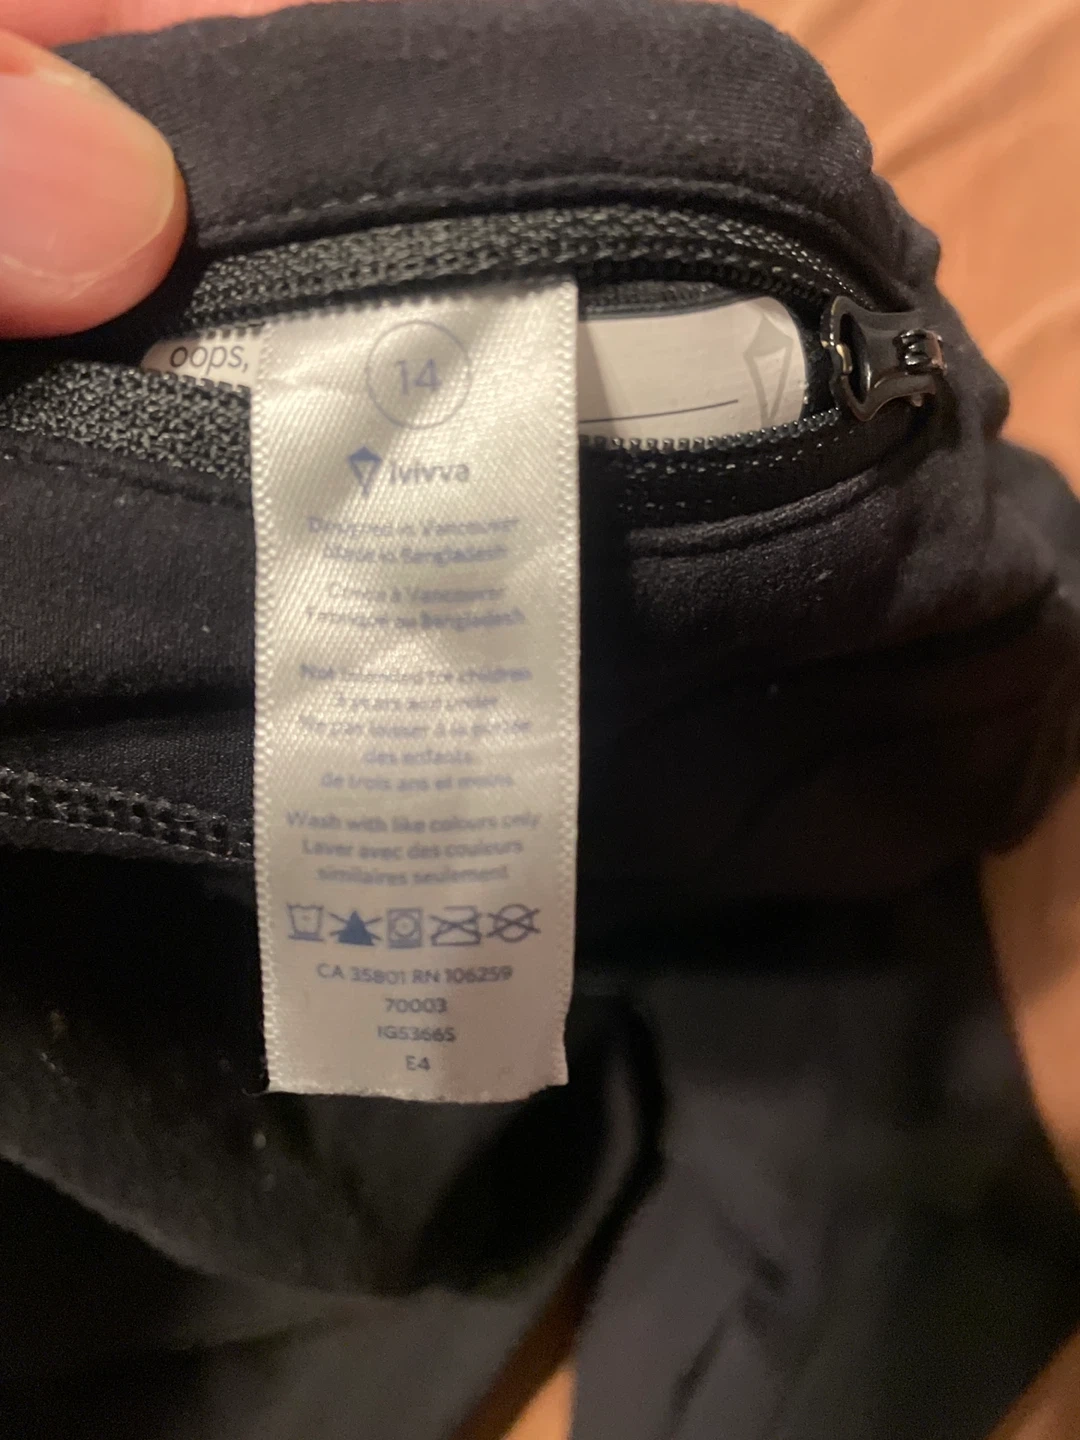 oops,
14
ivivva
Designed in Vancouver
Made in Bangladesh
Conçu à Vancouver
Fabriqué au Bangladesh
Not intended for children
3 years and under
Ne pas laisser à la portée
des enfants
de trois ans et moins
Wash with like colours only
Laver avec des couleurs
similaires seulement
CA 35801 RN 106259
70003
IG5366S
E4